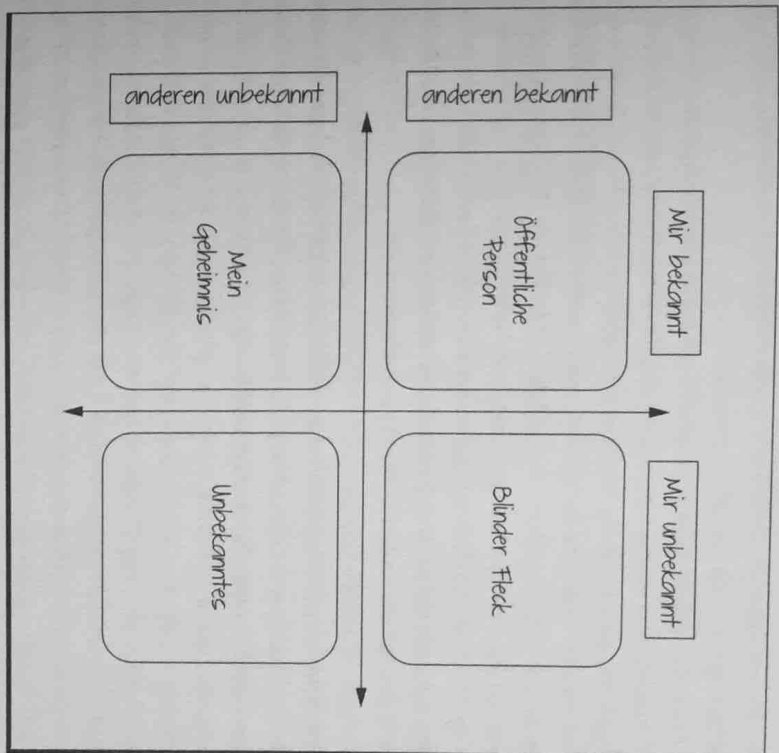 Mir bekannt
Mir unbekannt
anderen bekannt
Öffentliche
Person
Blinder Fleck
anderen unbekannt
Mein
Geheimnis
Unbekanntes